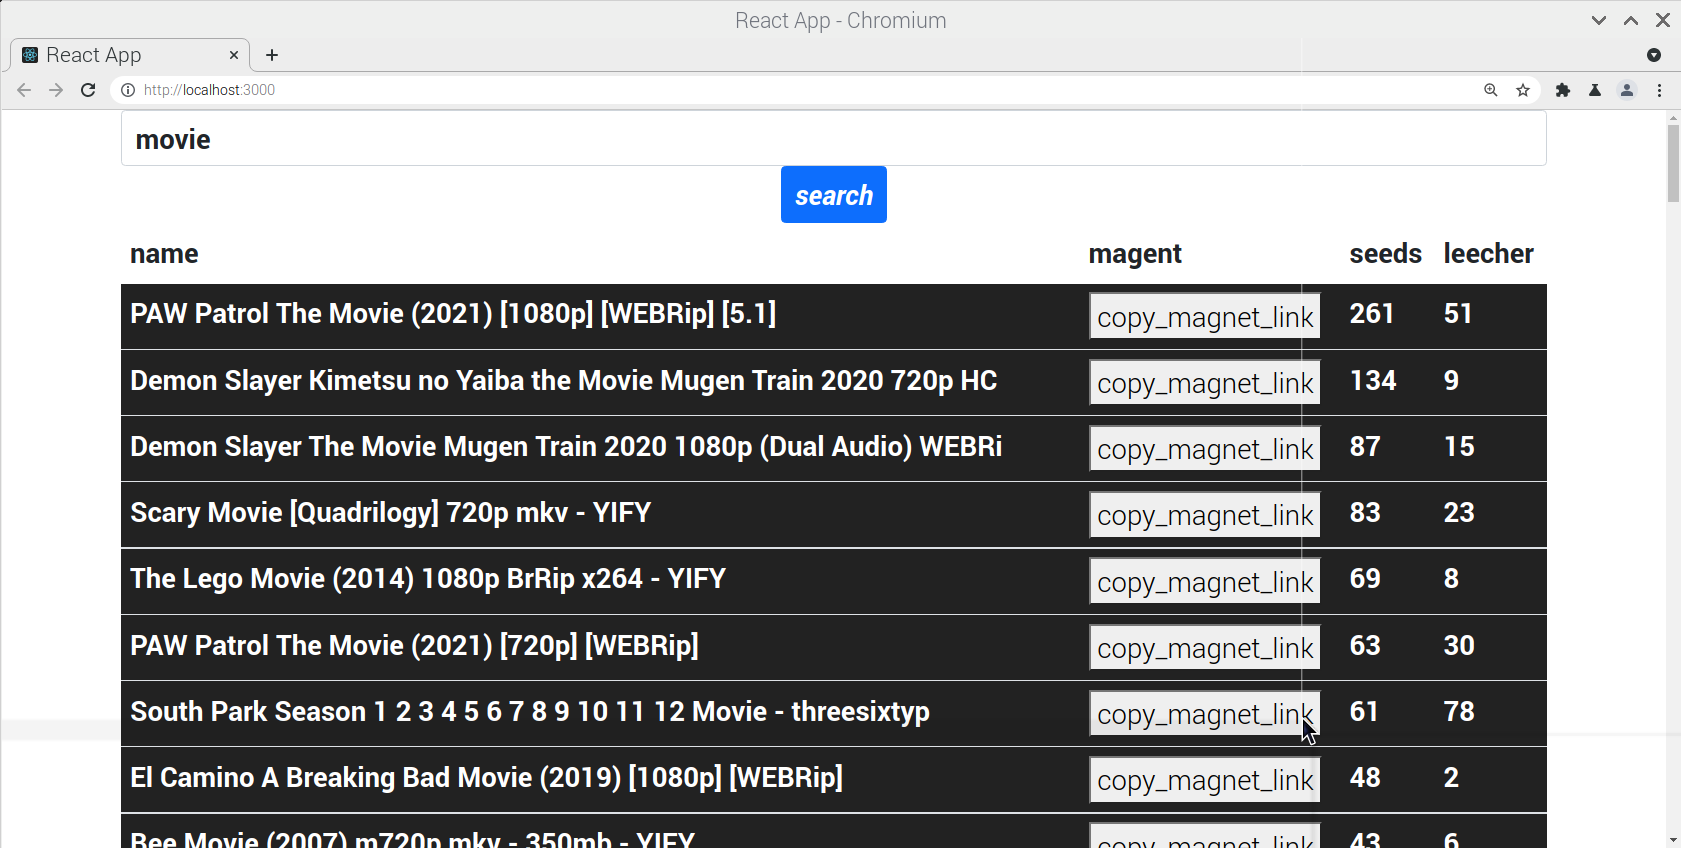 React App - Chromium
React App
http://localhost:3000
movie
search
name magent seeds leecher
PAW Patrol The Movie (2021) [1080p] [WEBRip] [5.1] copy_magnet_link 261 51
Demon Slayer Kimetsu no Yaiba the Movie Mugen Train 2020 720p HC copy_magnet_link 134 9
Demon Slayer The Movie Mugen Train 2020 1080p (Dual Audio) WEBRi copy_magnet_link 87 15
Scary Movie [Quadrilogy] 720p mkv - YIFY copy_magnet_link 83 23
The Lego Movie (2014) 1080p BrRip x264 - YIFY copy_magnet_link 69 8
PAW Patrol The Movie (2021) [720p] [WEBRip] copy_magnet_link 63 30
South Park Season 1 2 3 4 5 6 7 8 9 10 11 12 Movie - threesixtyp copy_magnet_link 61 78
El Camino A Breaking Bad Movie (2019) [1080p] [WEBRip] copy_magnet_link 48 2
Bee Movie (2007) m720p mkv - 350mb - YIFY copy_magnet_link 43 6